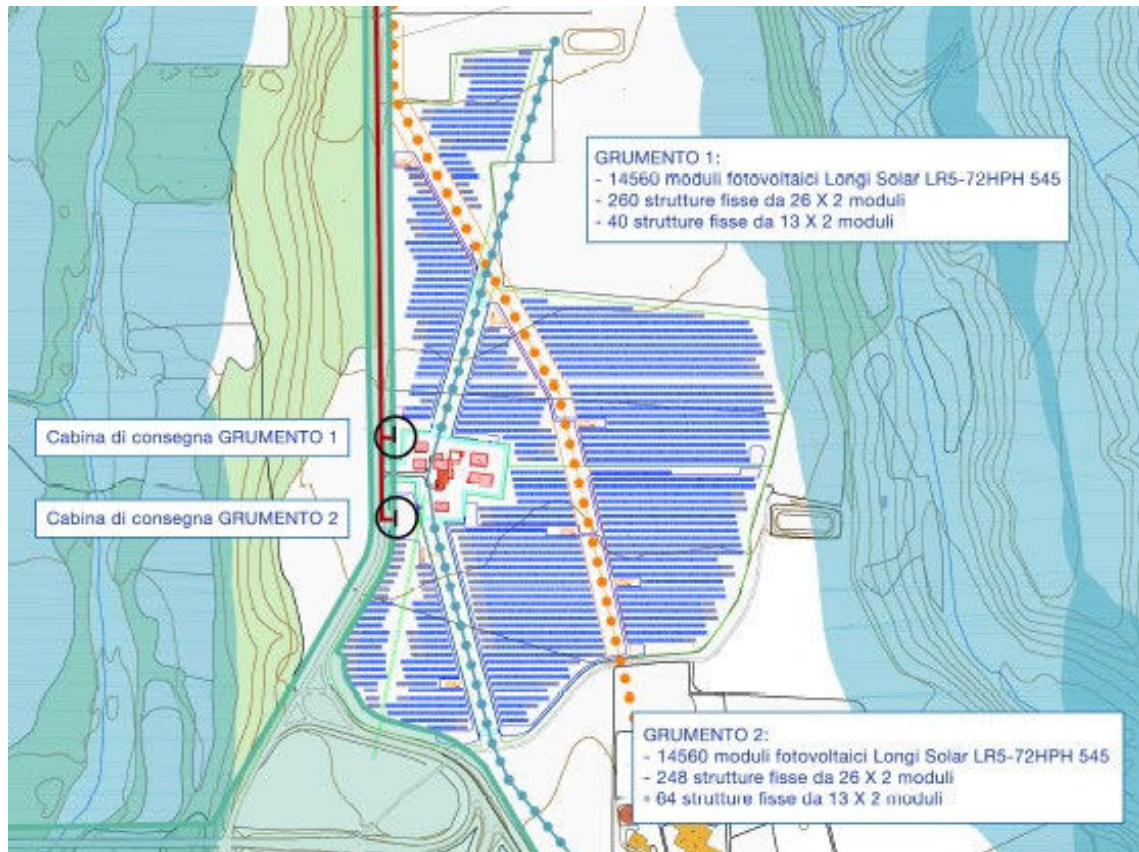 GRUMENTO 1:
- 14560 moduli fotovoltaici Longi Solar LR5-72HPH 545
- 260 strutture fisse da 26 X 2 moduli
- 40 strutture fisse da 13 X 2 moduli
Cabina di consegna GRUMENTO 1
Cabina di consegna GRUMENTO 2
GRUMENTO 2:
- 14560 moduli fotovoltaici Longi Solar LR5-72HPH 545
- 248 strutture fisse da 26 X 2 moduli
- 64 strutture fisse da 13 X 2 moduli